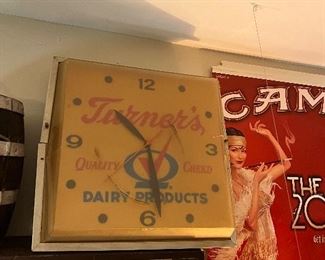 12
Turner's
9
3
QUALITY CHEKD
Q
DAIRY PRODUCTS
6
CAM
THE
20